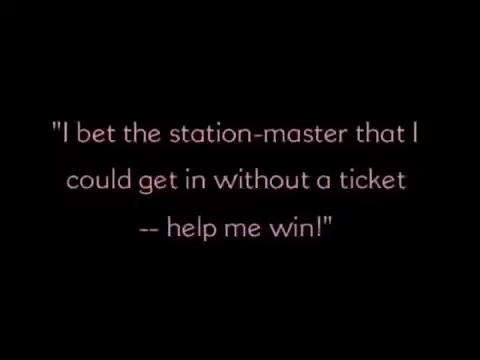 "I bet the station-master that I
could get in without a ticket
-- help me win!"